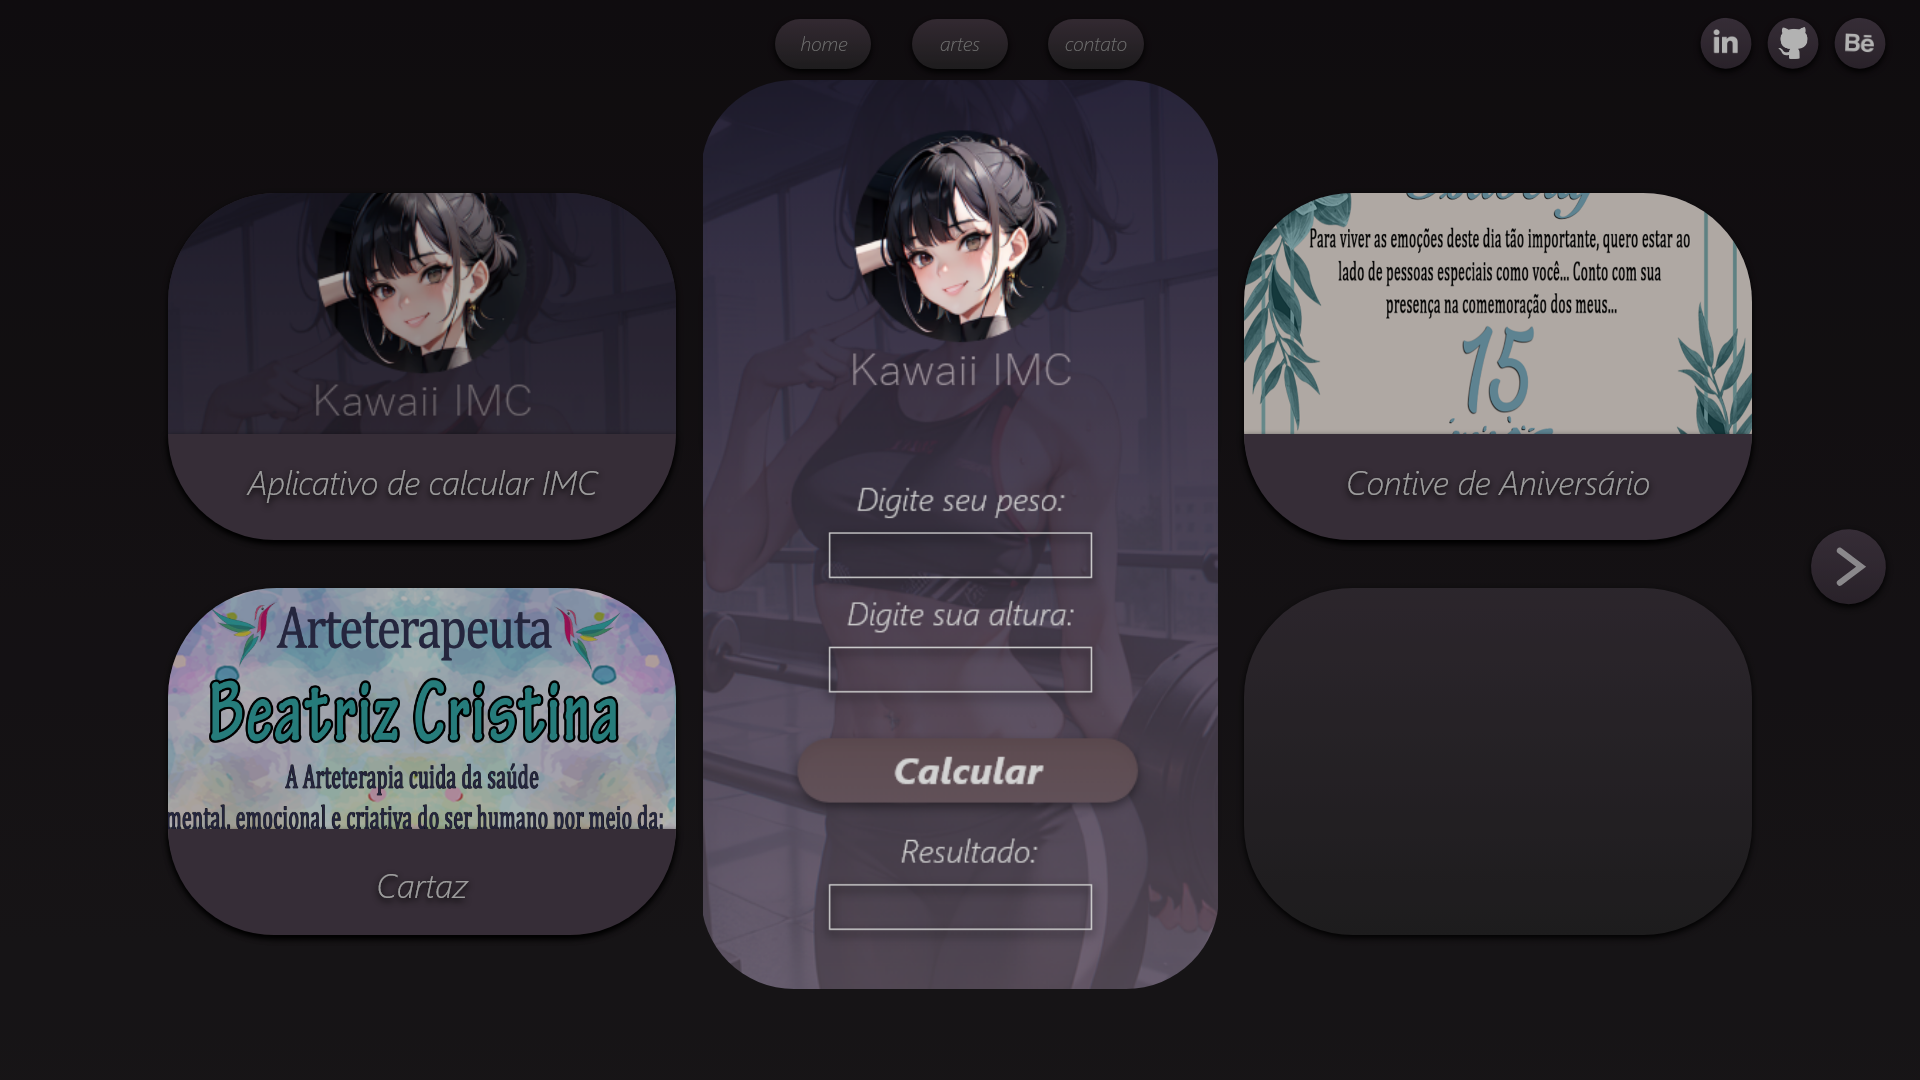 home
artes
contato
in
Bē
Kawaii IMC
Aplicativo de calcular IMC
Arteterapeuta
Beatriz Cristina
A Arteterapia cuida da saúde
mental, emocional e criativa do ser humano por meio da:
Cartaz
Kawaii IMC
Digite seu peso:
Digite sua altura:
Calcular
Resultado:
Para viver as emoções deste dia tão importante, quero estar ao
lado de pessoas especiais como você... Conto com sua
presença na comemoração dos meus...
15
Contive de Aniversário